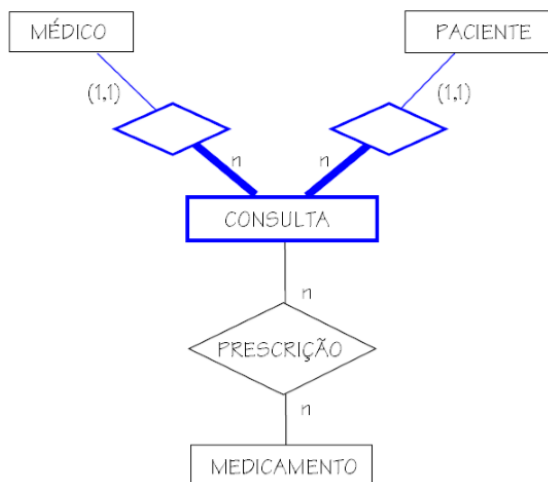 MÉDICO
PACIENTE
(1,1)
(1,1)
n
n
CONSULTA
n
PRESCRIÇÃO
n
MEDICAMENTO